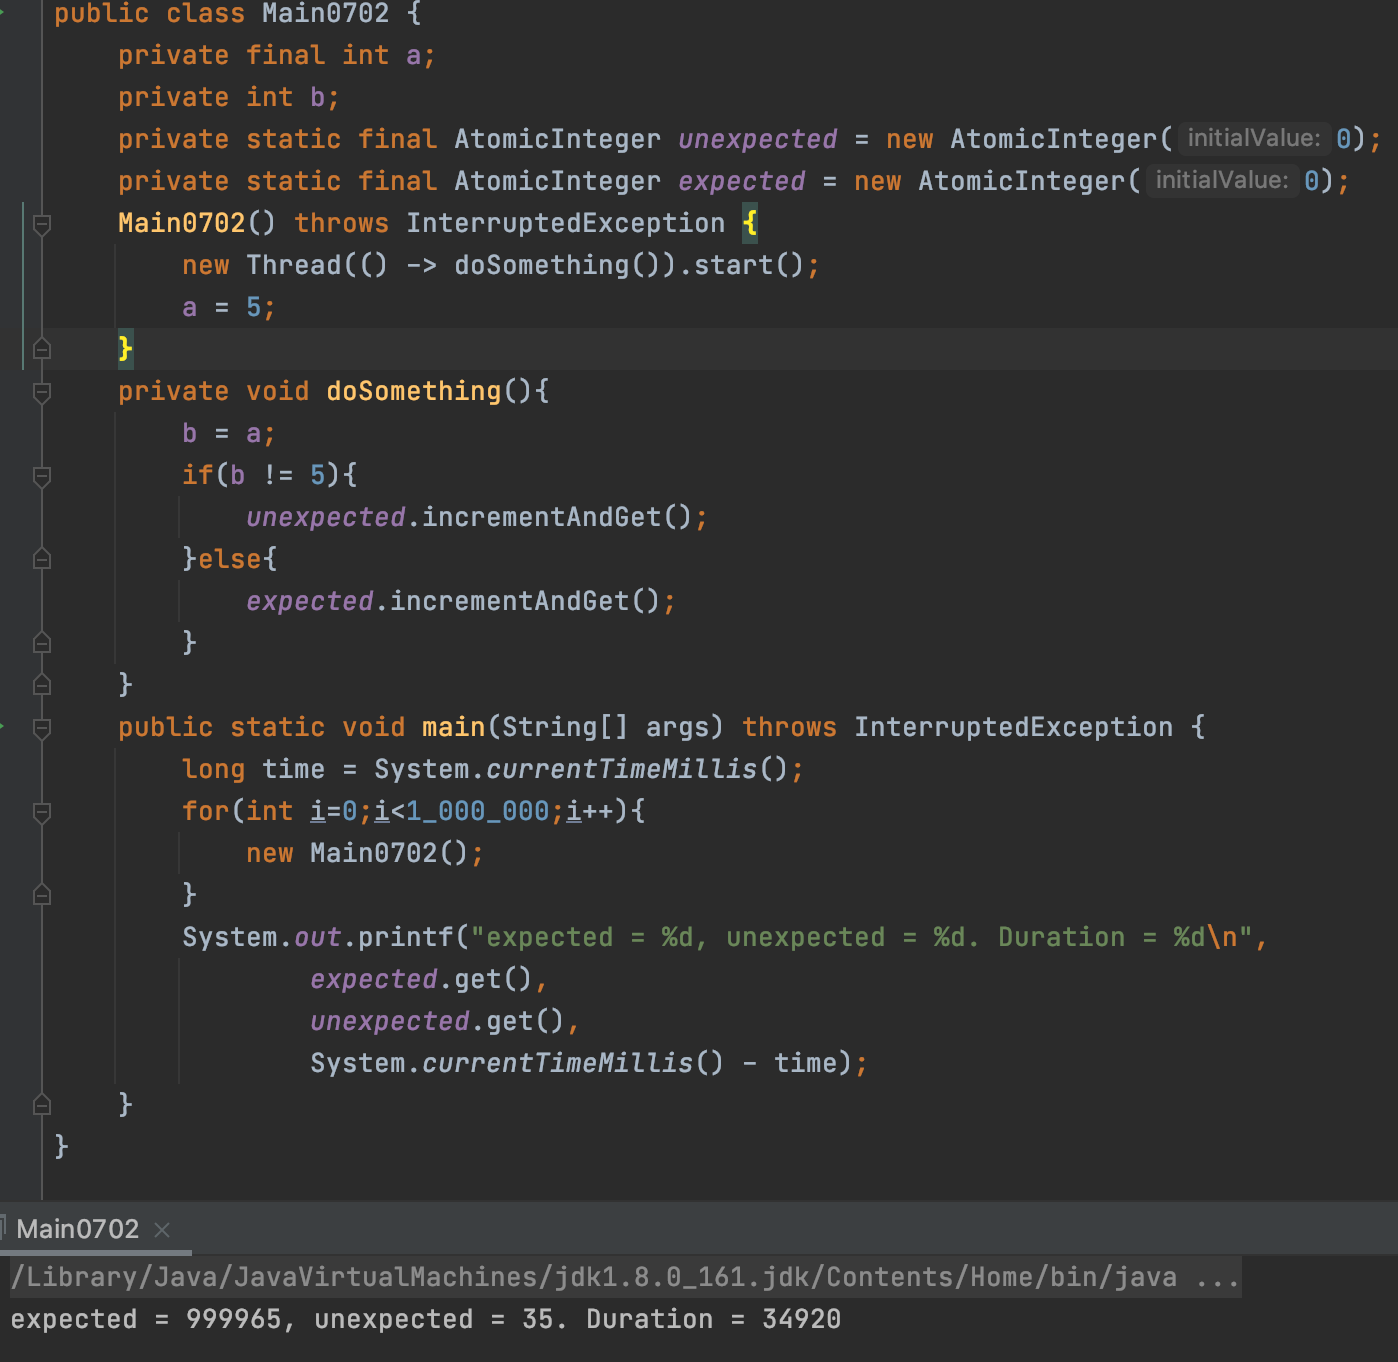 public class Main0702 {
private final int a;
private int b;
private static final AtomicInteger unexpected = new AtomicInteger( initialValue: 0);
private static final AtomicInteger expected = new AtomicInteger( initialValue: 0);
Main0702() throws InterruptedException {
new Thread(() -> doSomething()).start();
a = 5;
}
private void doSomething(){
b = a;
if(b != 5){
unexpected.incrementAndGet();
}else{
expected.incrementAndGet();
}
}
public static void main(String[] args) throws InterruptedException {
long time = System.currentTimeMillis();
for(int i=0;i<1_000_000;i++){
new Main0702();
}
System.out.printf("expected = %d, unexpected = %d. Duration = %d\n",
expected.get(),
unexpected.get(),
System.currentTimeMillis() - time);
}
}
Main0702 ×
/Library/Java/JavaVirtualMachines/jdk1.8.0_161.jdk/Contents/Home/bin/java ...
expected = 999965, unexpected = 35. Duration = 34920